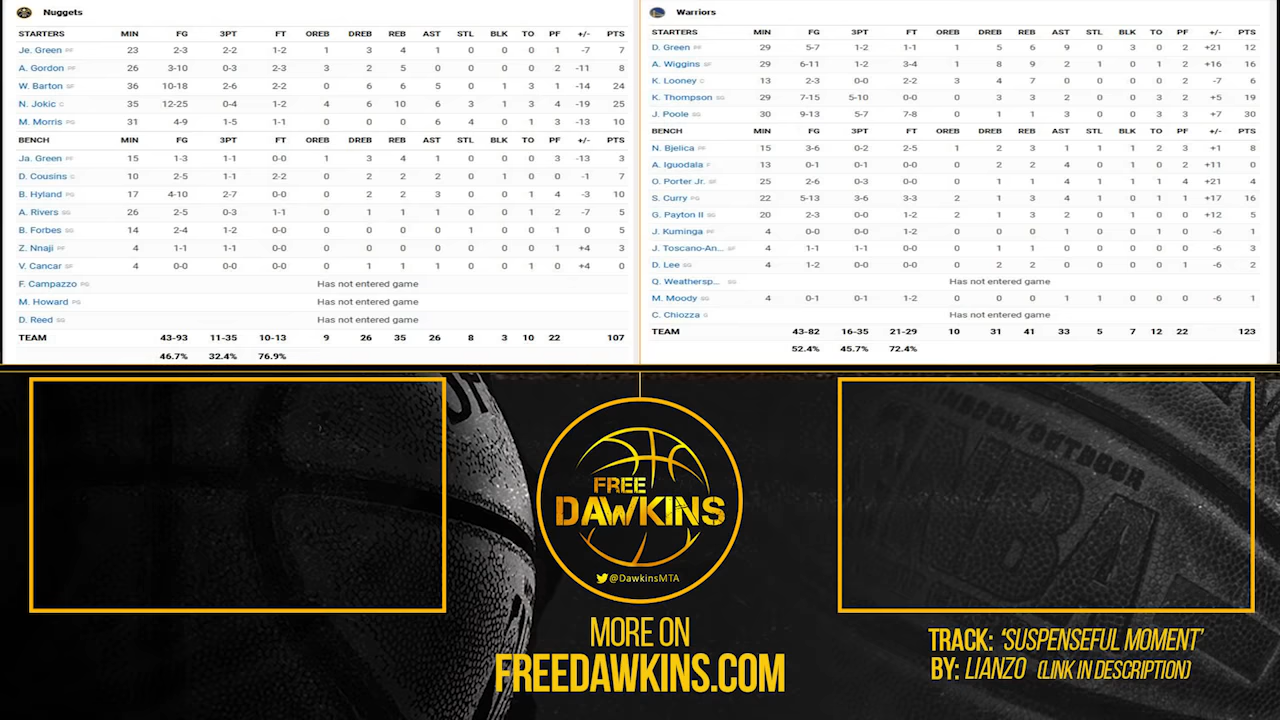 Nuggets
STARTERS MIN FG 3PT FT OREB DREB REB AST STL BLK TO PF +/- PTS
Je. Green PF 23 2-3 2-2 1-2 1 3 4 1 0 0 0 1 -7 7
A. Gordon PF 26 3-10 0-3 2-3 3 2 5 0 0 0 0 2 -11 8
W. Barton SF 36 10-18 2-6 2-2 0 6 6 5 0 1 3 1 -14 24
N. Jokic C 35 12-25 0-4 1-2 4 6 10 6 3 1 3 4 -19 25
M. Morris PG 31 4-9 1-5 1-1 0 0 0 6 4 0 1 3 -13 10
BENCH MIN FG 3PT FT OREB DREB REB AST STL BLK TO PF +/- PTS
Ja. Green PF 15 1-3 1-1 0-0 1 3 4 1 0 0 0 3 -13 3
D. Cousins C 10 2-5 1-1 2-2 0 2 2 2 0 1 0 0 -1 7
B. Hyland PG 17 4-10 2-7 0-0 0 2 2 3 0 0 1 4 -3 10
A. Rivers SG 26 2-5 0-3 1-1 0 1 1 1 0 0 1 2 -7 5
B. Forbes SG 14 2-4 1-2 0-0 0 0 0 0 1 0 0 1 0 5
Z. Nnaji PF 4 1-1 1-1 0-0 0 0 0 0 0 0 0 1 +4 3
V. Cancar SF 4 0-0 0-0 0-0 0 1 1 1 0 0 1 0 +4 0
F. Campazzo PG Has not entered game
M. Howard PG Has not entered game
D. Reed SG Has not entered game
TEAM 43-93 11-35 10-13 9 26 35 26 8 3 10 22 107
46.7% 32.4% 76.9%
Warriors
STARTERS MIN FG 3PT FT OREB DREB REB AST STL BLK TO PF +/- PTS
D. Green PF 29 5-7 1-2 1-1 1 5 6 9 0 3 0 2 +21 12
A. Wiggins SF 29 6-11 1-2 3-4 1 8 9 2 1 0 1 2 +16 16
K. Looney C 13 2-3 0-0 2-2 3 4 7 0 0 0 2 2 -7 6
K. Thompson SG 29 7-15 5-10 0-0 0 3 3 2 0 0 3 2 +5 19
J. Poole SG 30 9-13 5-7 7-8 0 1 1 3 0 0 3 3 +7 30
BENCH MIN FG 3PT FT OREB DREB REB AST STL BLK TO PF +/- PTS
N. Bjelica PF 15 3-6 0-2 2-5 1 2 3 1 1 1 2 3 +1 8
A. Iguodala F 13 0-1 0-1 0-0 0 2 2 4 0 1 0 2 +11 0
O. Porter Jr. SF 25 2-6 0-3 0-0 0 1 1 4 1 1 1 4 +21 4
S. Curry PG 22 5-13 3-6 3-3 2 1 3 4 1 0 1 1 +17 16
G. Payton II SG 20 2-3 0-0 1-2 2 1 3 2 0 1 0 0 +12 5
J. Kuminga PF 4 0-0 0-0 1-2 0 1 1 1 0 0 0 1 -6 1
J. Toscano-An... SF 4 1-1 1-1 0-0 0 1 1 0 0 0 0 0 -6 3
D. Lee SG 4 1-2 0-0 0-0 0 2 2 0 0 0 0 1 -6 2
Q. Weathersp... SG Has not entered game
M. Moody SG 4 0-1 0-1 1-2 0 0 0 1 1 0 0 0 -6 1
C. Chiozza G Has not entered game
TEAM 43-82 16-35 21-29 10 31 41 33 5 7 12 22 123
52.4% 45.7% 72.4%
FREE
DAWKINS
@DawkinsMTA
MORE ON
FREEDAWKINS.COM
TRACK: 'SUSPENSEFUL MOMENT'
BY: LIANZO (LINK IN DESCRIPTION)